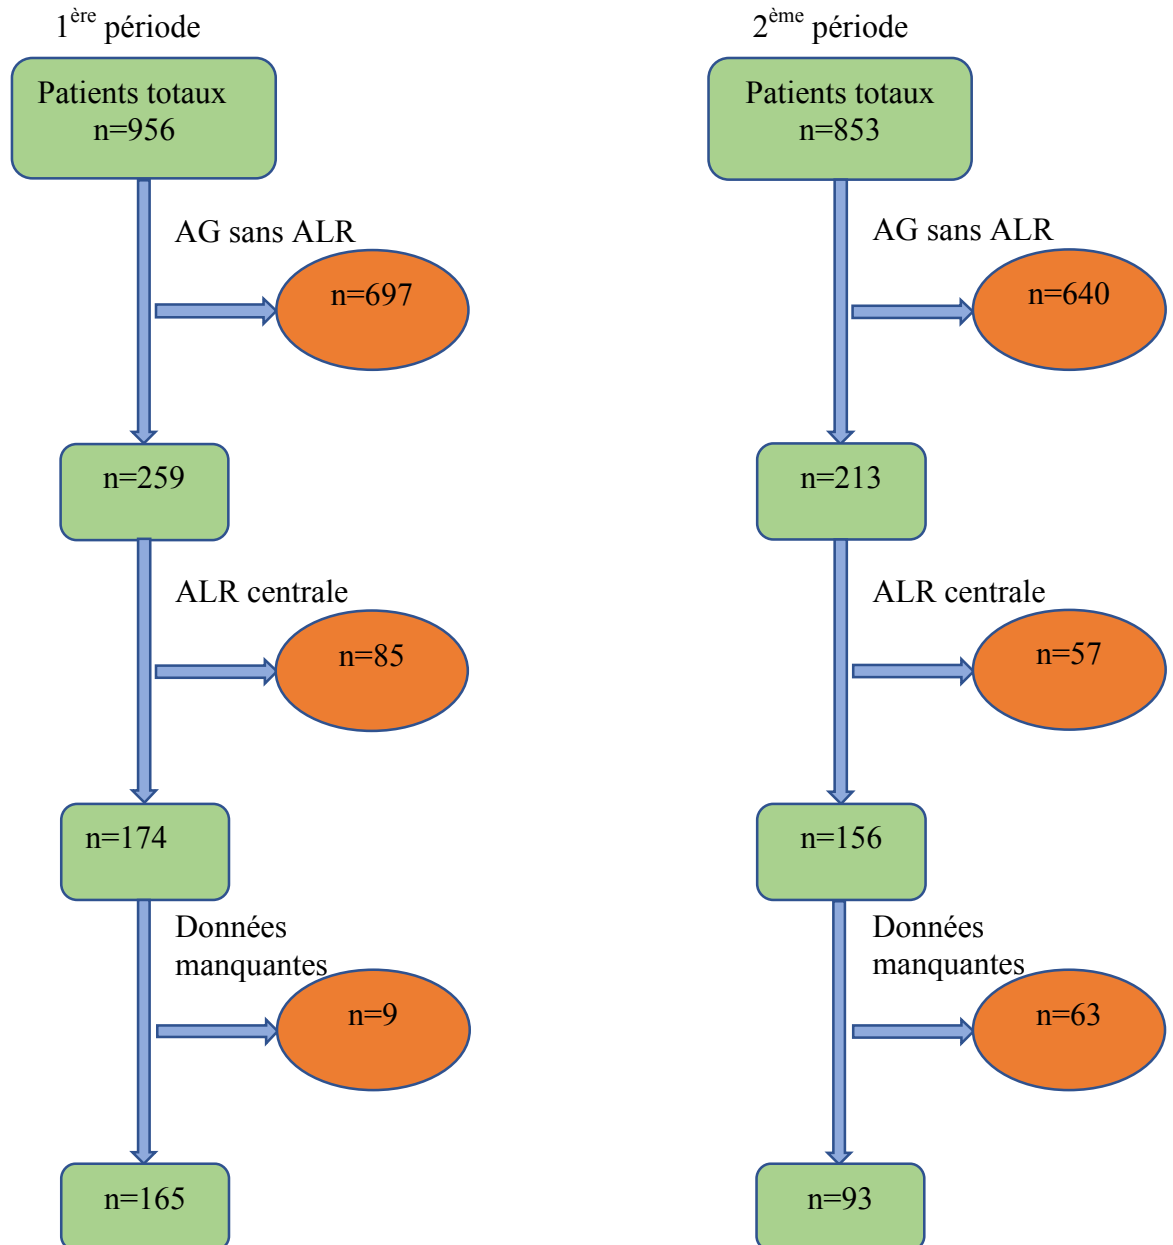 1ère période
Patients totaux
n=956
AG sans ALR
n=697
n=259
ALR centrale
n=85
n=174
Données
manquantes
n=9
n=165
2ème période
Patients totaux
n=853
AG sans ALR
n=640
n=213
ALR centrale
n=57
n=156
Données
manquantes
n=63
n=93